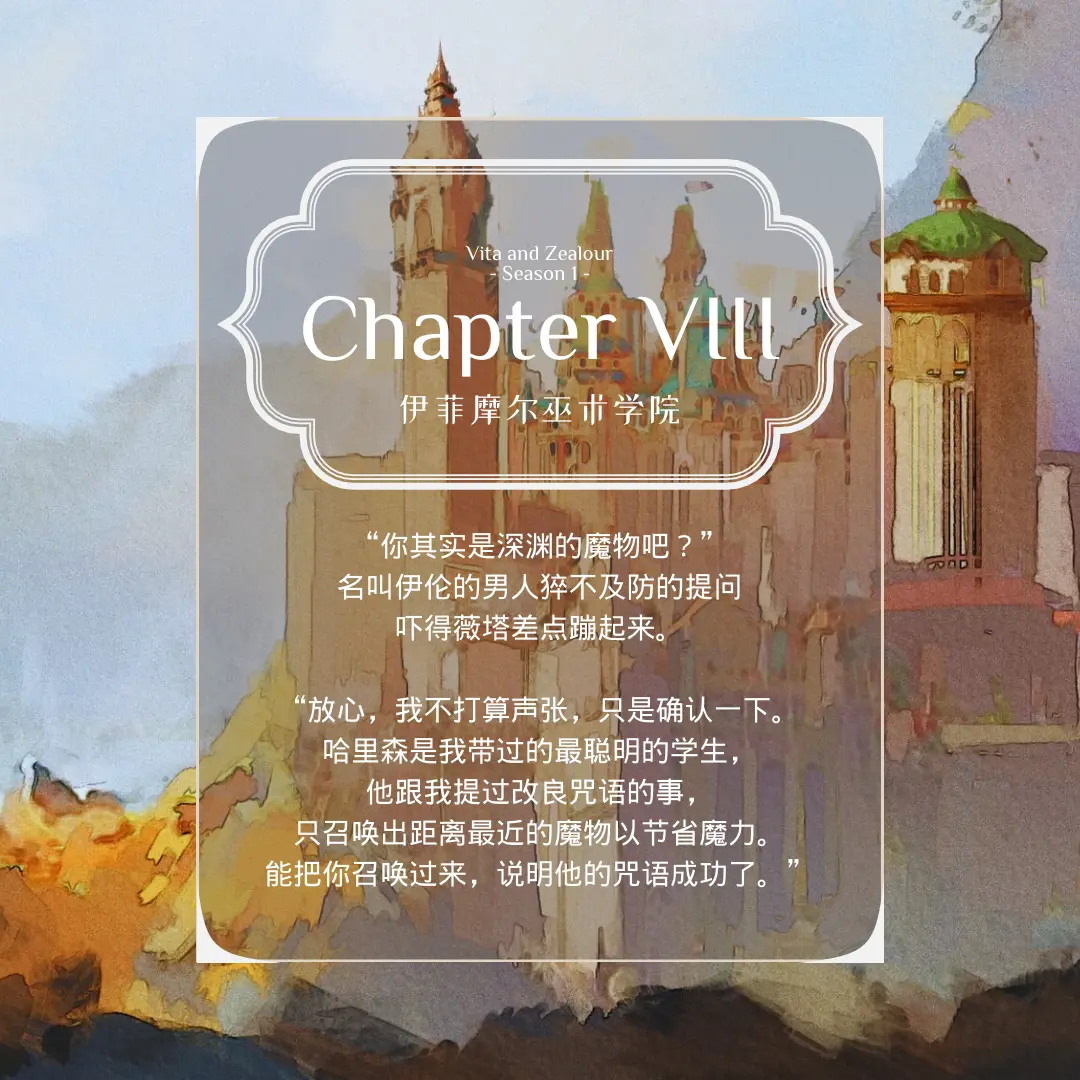 Vita and Zealour
- Season 1 -
Chapter VIII
伊菲摩尔巫术学院
“你其实是深渊的魔物吧？”
名叫伊伦的男人猝不及防的提问
吓得薇塔差点蹦起来。
“放心，我不打算声张，只是确认一下。
哈里森是我带过的最聪明的学生，
他跟我提过改良咒语的事，
只召唤出距离最近的魔物以节省魔力。
能把你召唤过来，说明他的咒语成功了。”